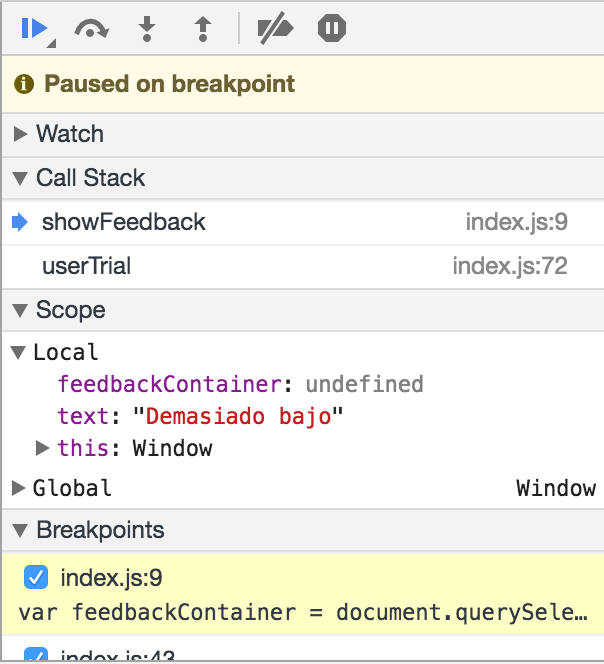 Paused on breakpoint
Watch
Call Stack
showFeedback index.js:9
userTrial index.js:72
Scope
Local
feedbackContainer: undefined
text: "Demasiado bajo"
this: Window
Global Window
Breakpoints
index.js:9
var feedbackContainer = document.querySele…
index.js:43